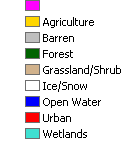 Agriculture
Barren
Forest
Grassland/Shrub
Ice/Snow
Open Water
Urban
Wetlands